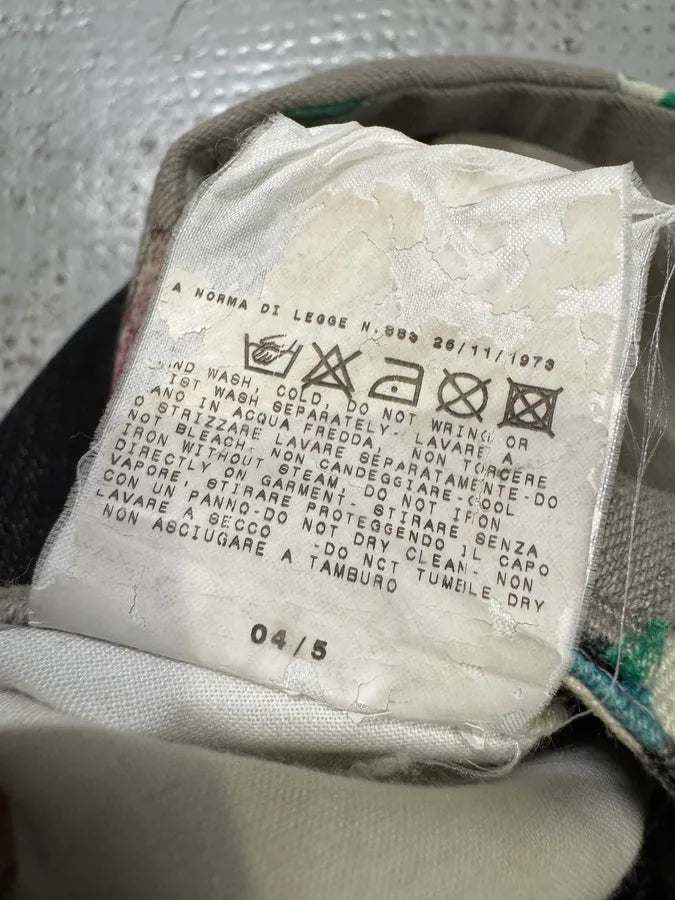 A NORMA DI LEGGE N.883 26/11/1973
WASH, COLD, DO NOT WRING OR
WASH SEPARATELY- LAVARE A
ANO IN ACQUA FREDDA, NON TORCERE
O STRIZZARE LAVARE SEPARATAMENTE-DO
NOT BLEACH- NON CANDEGGIARE-COOL
IRON WITHOUT STEAM, DO NOT IRON
DIRECTLY ON GARMENT- STIRARE SENZA
VAPORE, STIRARE PROTEGGENDO IL CAPO
CON UN PANNO-DO NOT DRY CLEAN- NON
LAVARE A SECCO -DO NOT TUMBLE DRY
NON ASCIUGARE A TAMBURO
04/5